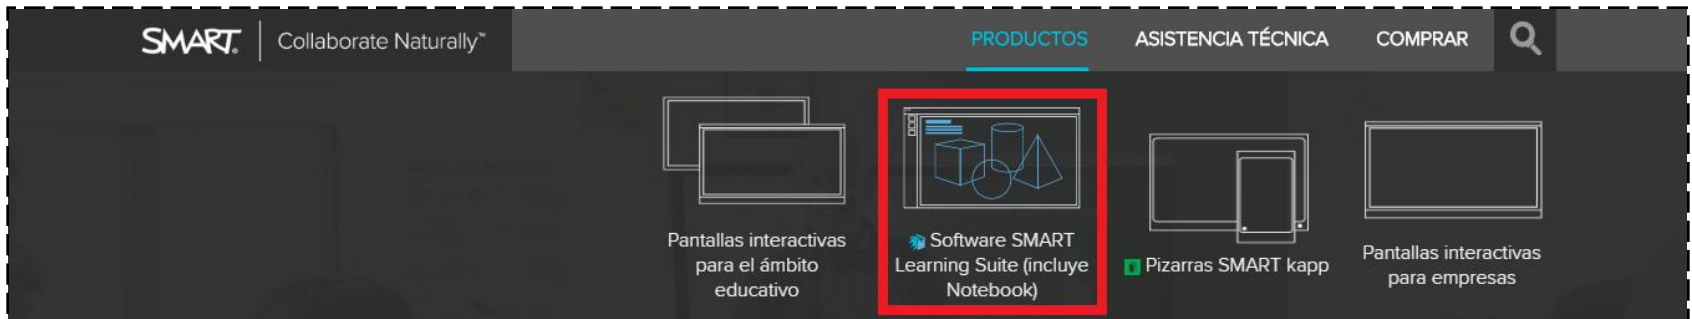 SMART. Collaborate Naturally™ PRODUCTOS ASISTENCIA TÉCNICA COMPRAR
Pantallas interactivas
para el ámbito
educativo
Software SMART
Learning Suite (incluye
Notebook)
Pizarras SMART kapp
Pantallas interactivas
para empresas